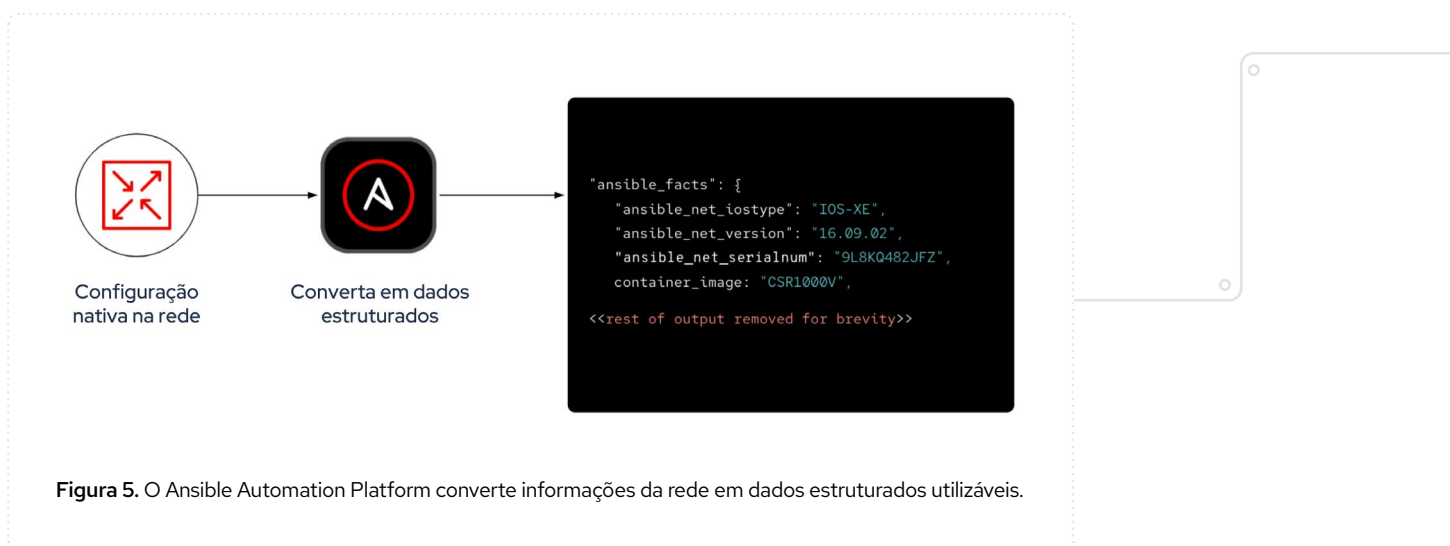 "ansible_facts": {
"ansible_net_iostype": "IOS-XE",
"ansible_net_version": "16.09.02",
"ansible_net_serialnum": "9L8KQ482JFZ",
container_image: "CSR1000V",
<<rest of output removed for brevity>>
Configuração
nativa na rede
Converta em dados
estruturados
Figura 5. O Ansible Automation Platform converte informações da rede em dados estruturados utilizáveis.